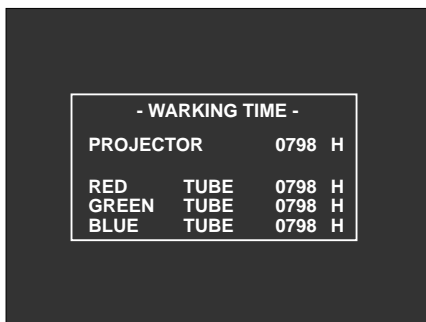 - WARKING TIME -
PROJECTOR 0798 H
RED TUBE 0798 H
GREEN TUBE 0798 H
BLUE TUBE 0798 H